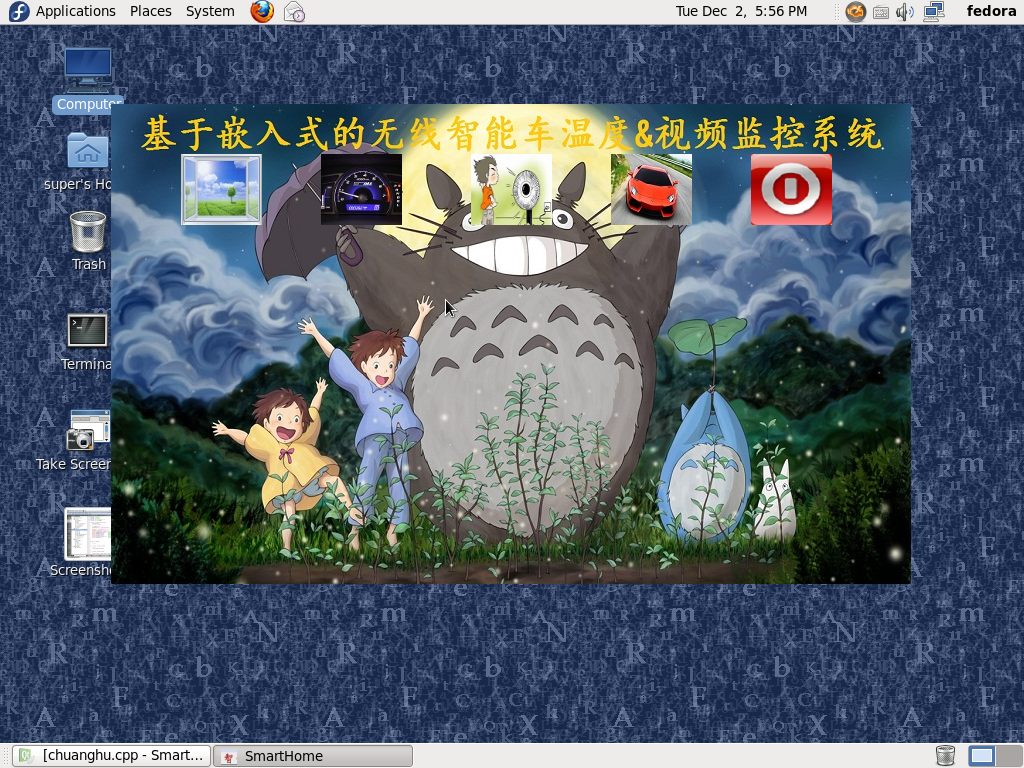 Applications Places System Tue Dec 2, 5:56 PM fedora
Computer
基于嵌入式的无线智能车温度&视频监控系统
super's Ho
Trash
Termina
Take Screen
Screensho
[chuanghu.cpp - Smart... SmartHome